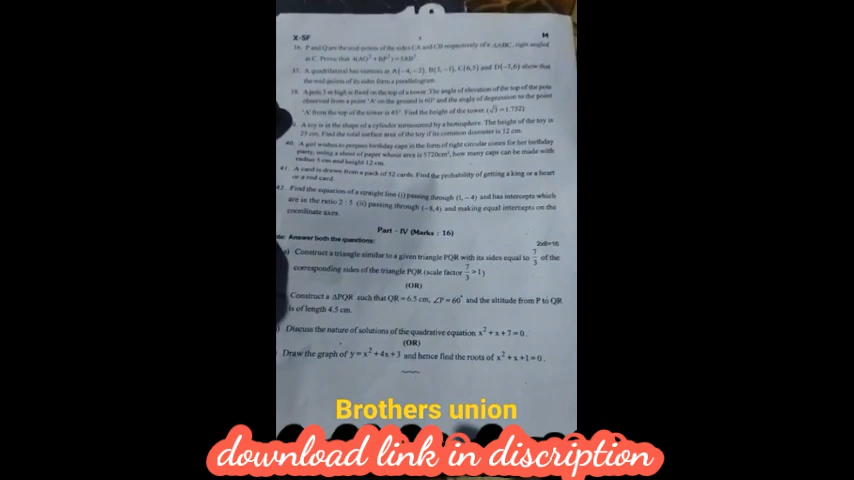 X-SF
M
36. P and Q are the mid-points of the sides CA and CB respectively of a ΔABC, right angled
at C. Prove that 4(AQ² + BP²) = 5AB²
37. A quadrilateral has vertices at A(−4, −2), B(5, −1), C(6,5) and D(−7,6) show that
the mid-points of its sides form a parallelogram.
38. A pole 5 m high is fixed on the top of a tower. The angle of elevation of the top of the pole
observed from a point 'A' on the ground is 60° and the angle of depression to the point
'A' from the top of the tower is 45°. Find the height of the tower. (√3 = 1.732)
A toy is in the shape of a cylinder surmounted by a hemisphere. The height of the toy is
25 cm. Find the total surface area of the toy if its common diameter is 12 cm.
40. A girl wishes to prepare birthday caps in the form of right circular cones for her birthday
party, using a sheet of paper whose area is 5720cm², how many caps can be made with
radius 5 cm and height 12 cm.
41. A card is drawn from a pack of 52 cards. Find the probability of getting a king or a heart
or a red card.
42. Find the equation of a straight line (i) passing through (1, −4) and has intercepts which
are in the ratio 2 : 5 (ii) passing through (−8,4) and making equal intercepts on the
coordinate axes.
Part - IV (Marks : 16)
te: Answer both the questions:
2x8=16
a) Construct a triangle similar to a given triangle PQR with its sides equal to 7/3 of the
corresponding sides of the triangle PQR (scale factor 7/3 > 1)
(OR)
Construct a ΔPQR such that QR = 6.5 cm, ∠P = 60° and the altitude from P to QR
is of length 4.5 cm.
) Discuss the nature of solutions of the quadratic equation x² + x + 7 = 0.
(OR)
Draw the graph of y = x² + 4x + 3 and hence find the roots of x² + x + 1 = 0.
Brothers union
download link in discription